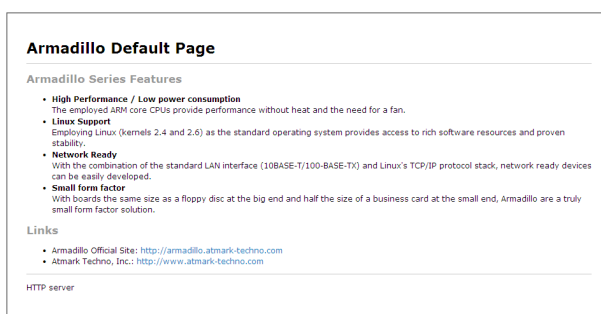 Armadillo Default Page
Armadillo Series Features
• High Performance / Low power consumption
The employed ARM core CPUs provide performance without heat and the need for a fan.
• Linux Support
Employing Linux (kernels 2.4 and 2.6) as the standard operating system provides access to rich software resources and proven
stability.
• Network Ready
With the combination of the standard LAN interface (10BASE-T/100-BASE-TX) and Linux's TCP/IP protocol stack, network ready devices
can be easily developed.
• Small form factor
With boards the same size as a floppy disc at the big end and half the size of a business card at the small end, Armadillo are a truly
small form factor solution.
Links
• Armadillo Official Site: http://armadillo.atmark-techno.com
• Atmark Techno, Inc.: http://www.atmark-techno.com
HTTP server